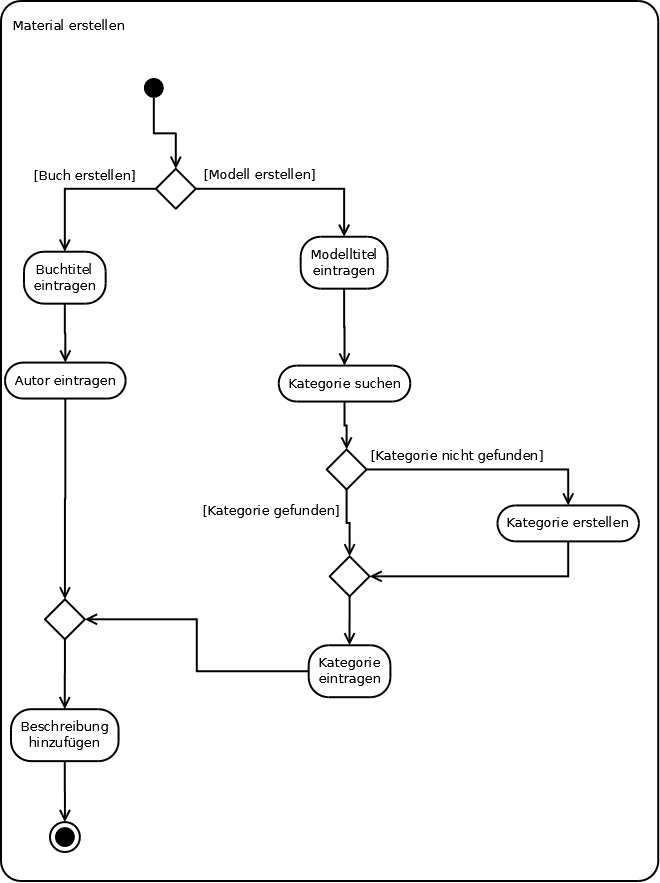 Material erstellen
[Buch erstellen]
[Modell erstellen]
Buchtitel
eintragen
Modelltitel
eintragen
Autor eintragen
Kategorie suchen
[Kategorie nicht gefunden]
[Kategorie gefunden]
Kategorie erstellen
Kategorie
eintragen
Beschreibung
hinzufügen